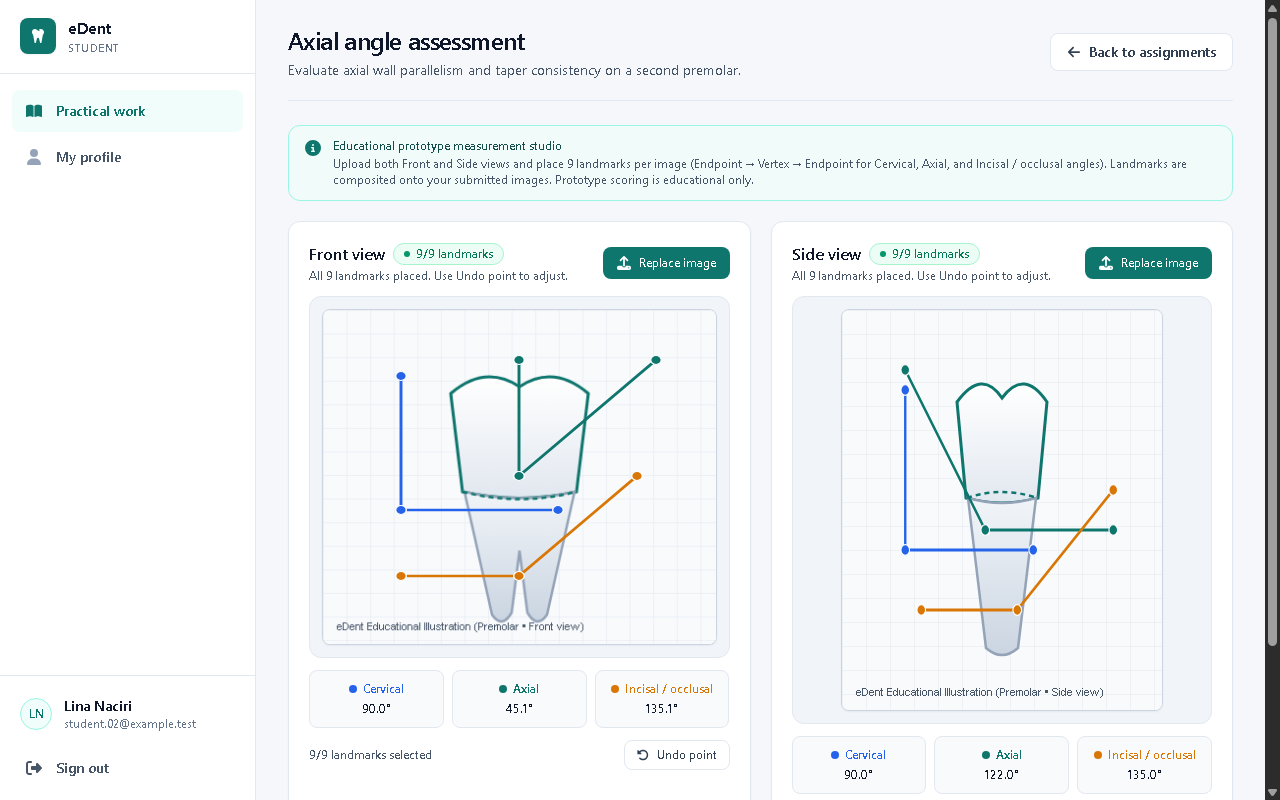 eDent
STUDENT
Practical work
My profile
LN
Lina Naciri
student.02@example.test
Sign out
Axial angle assessment
Evaluate axial wall parallelism and taper consistency on a second premolar.
Back to assignments
Educational prototype measurement studio
Upload both Front and Side views and place 9 landmarks per image (Endpoint → Vertex → Endpoint for Cervical, Axial, and Incisal / occlusal angles). Landmarks are
composited onto your submitted images. Prototype scoring is educational only.
Front view
9/9 landmarks
All 9 landmarks placed. Use Undo point to adjust.
Replace image
eDent Educational Illustration (Premolar • Front view)
Cervical
90.0°
Axial
45.1°
Incisal / occlusal
135.1°
9/9 landmarks selected
Undo point
Side view
9/9 landmarks
All 9 landmarks placed. Use Undo point to adjust.
Replace image
eDent Educational Illustration (Premolar • Side view)
Cervical
90.0°
Axial
122.0°
Incisal / occlusal
135.0°